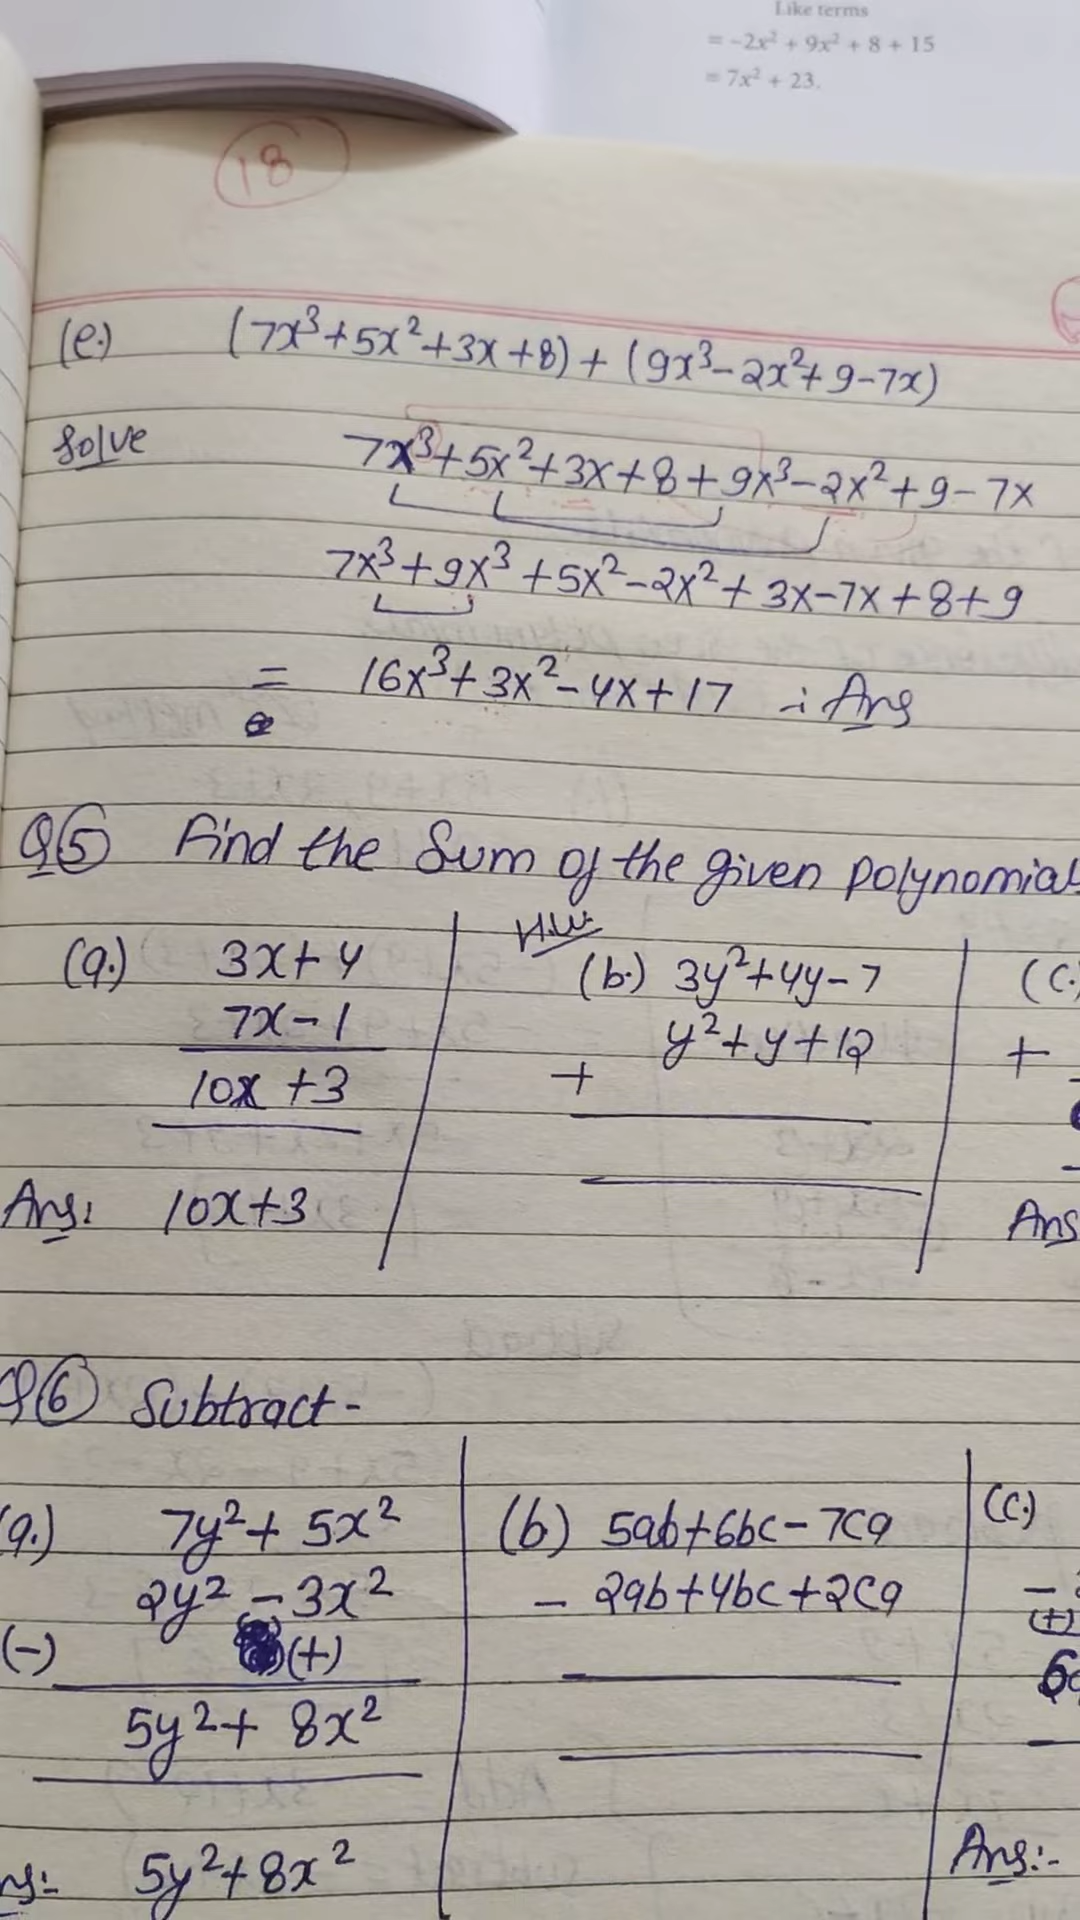 Like terms
= -2x² + 9x² + 8 + 15
= 7x² + 23.
18
(e.) (7x³+5x²+3x+8) + (9x³-2x²+9-7x)
Solve 7x³+5x²+3x+8+9x³-2x²+9-7x
7x³+9x³+5x²-2x²+3x-7x+8+9
= 16x³+3x²-4x+17 ∴ Ans
Q5 Find the Sum of the given polynomials
H.W.
(a.) 3x+4
7x-1
10x+3
Ans: 10x+3
(b.) 3y²+4y-7
y²+y+12
+
(c.)
+
Ans
Q6 Subtract-
(a.) 7y²+5x²
2y²-3x²
(-) (+)
5y²+8x²
Ans:- 5y²+8x²
(b) 5ab+6bc-7ca
- 2ab+4bc+2ca
(c.)
-
(+)
Ans:-